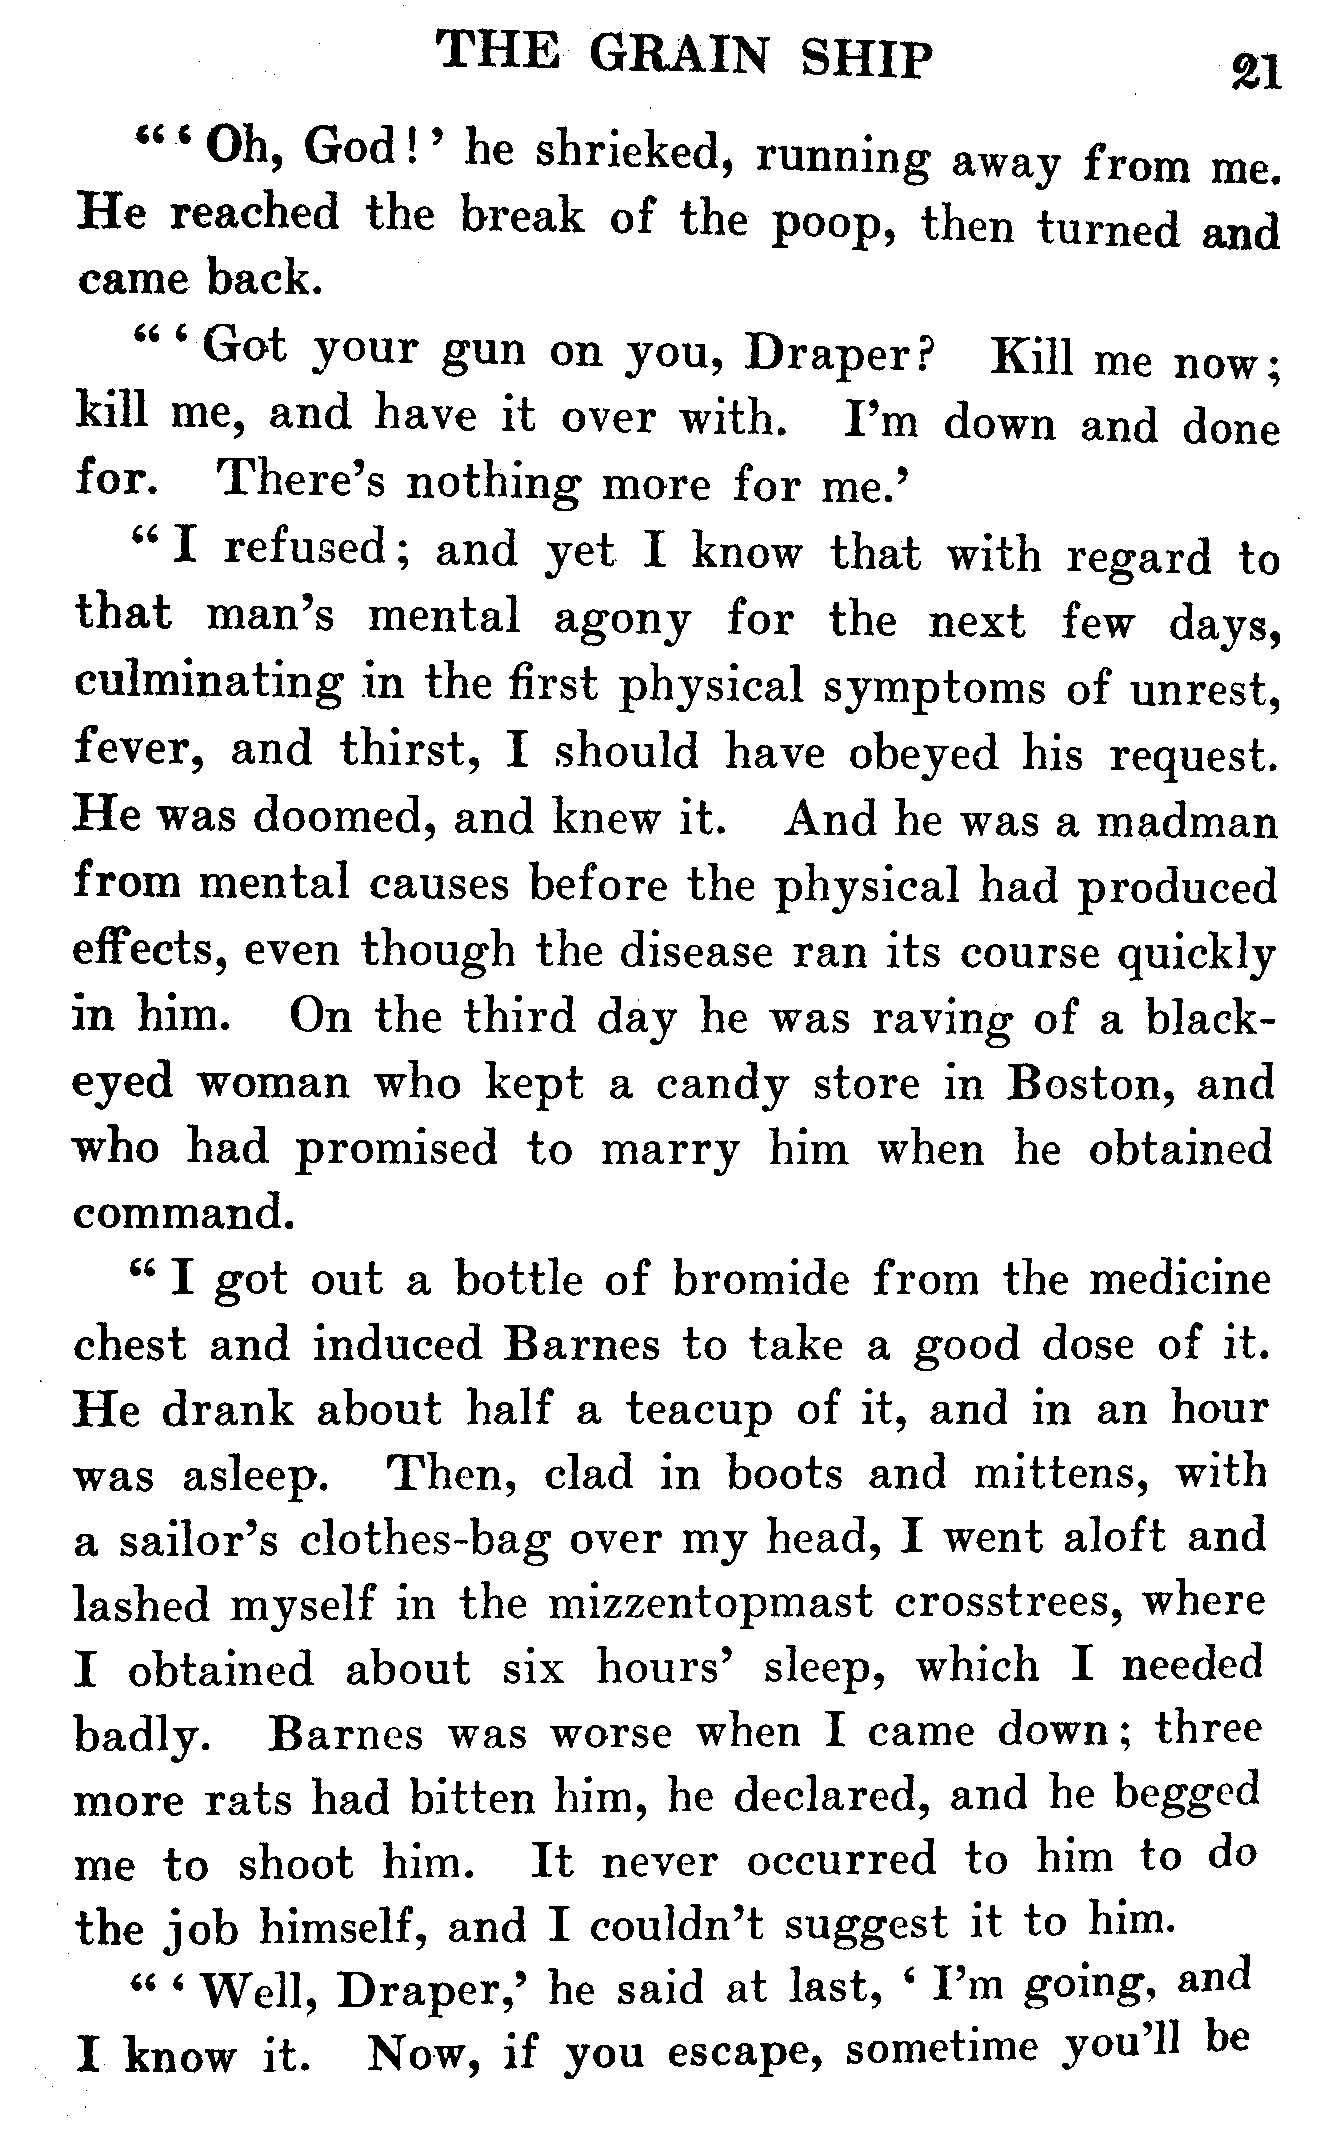 THE GRAIN SHIP 21
"'Oh, God!' he shrieked, running away from me.
He reached the break of the poop, then turned and
came back.
"'Got your gun on you, Draper? Kill me now;
kill me, and have it over with. I'm down and done
for. There's nothing more for me.'
"I refused; and yet I know that with regard to
that man's mental agony for the next few days,
culminating in the first physical symptoms of unrest,
fever, and thirst, I should have obeyed his request.
He was doomed, and knew it. And he was a madman
from mental causes before the physical had produced
effects, even though the disease ran its course quickly
in him. On the third day he was raving of a black-
eyed woman who kept a candy store in Boston, and
who had promised to marry him when he obtained
command.
"I got out a bottle of bromide from the medicine
chest and induced Barnes to take a good dose of it.
He drank about half a teacup of it, and in an hour
was asleep. Then, clad in boots and mittens, with
a sailor's clothes-bag over my head, I went aloft and
lashed myself in the mizzentopmast crosstrees, where
I obtained about six hours' sleep, which I needed
badly. Barnes was worse when I came down; three
more rats had bitten him, he declared, and he begged
me to shoot him. It never occurred to him to do
the job himself, and I couldn't suggest it to him.
"'Well, Draper,' he said at last, 'I'm going, and
I know it. Now, if you escape, sometime you'll be